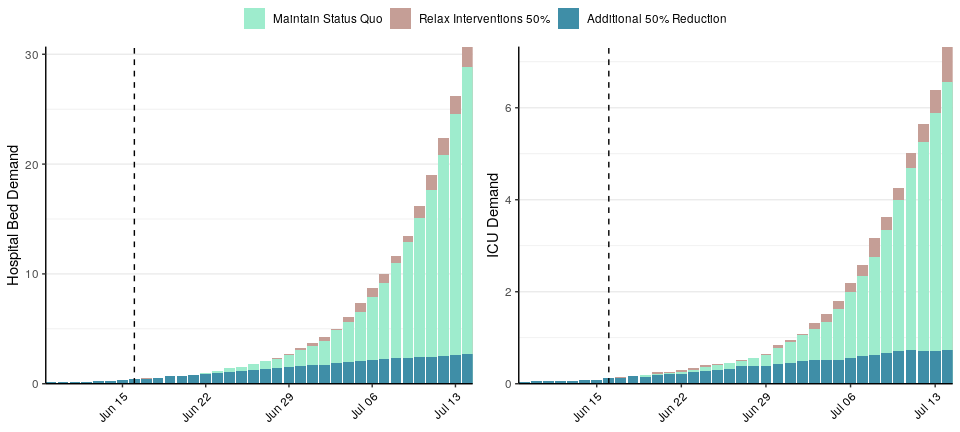 Maintain Status Quo Relax Interventions 50% Additional 50% Reduction
Hospital Bed Demand
30
20
10
0
Jun 15 Jun 22 Jun 29 Jul 06 Jul 13
ICU Demand
6
4
2
0
Jun 15 Jun 22 Jun 29 Jul 06 Jul 13